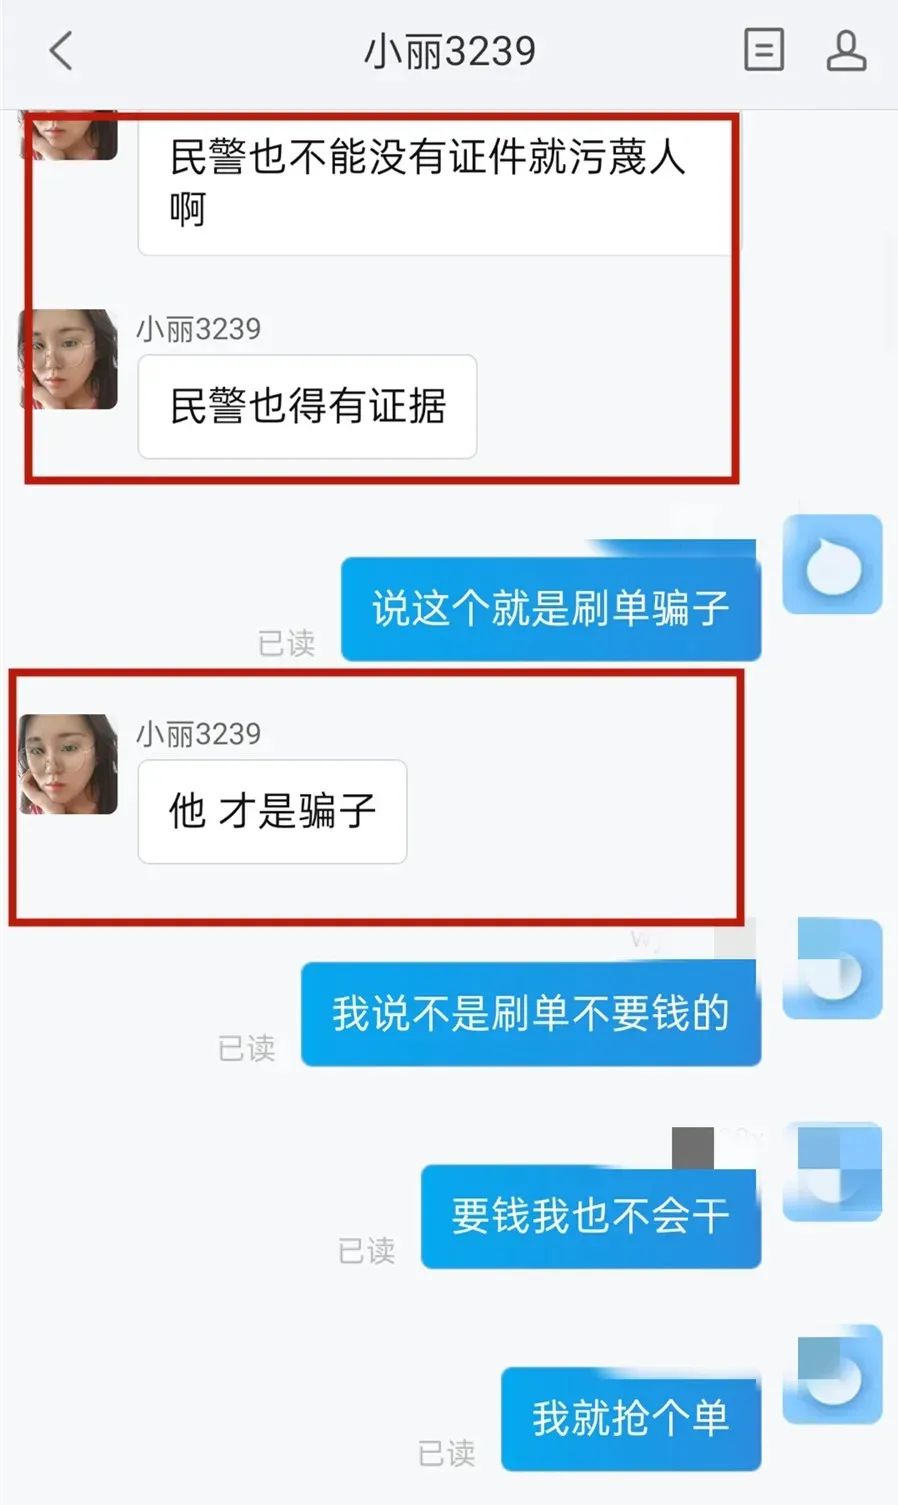 小丽3239
民警也不能没有证件就污蔑人
啊
小丽3239
民警也得有证据
说这个就是刷单骗子
已读
小丽3239
他 才是骗子
我说不是刷单不要钱的
已读
要钱我也不会干
已读
我就抢个单
已读